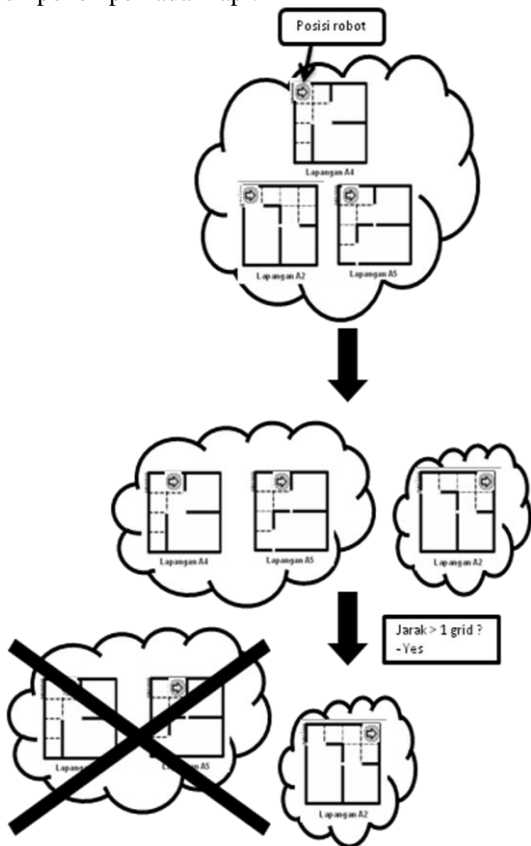 Posisi robot
Lapangan A4
Lapangan A2
Lapangan A5
Lapangan A4
Lapangan A5
Lapangan A2
Jarak > 1 grid ?
- Yes
A5
Lapangan A2